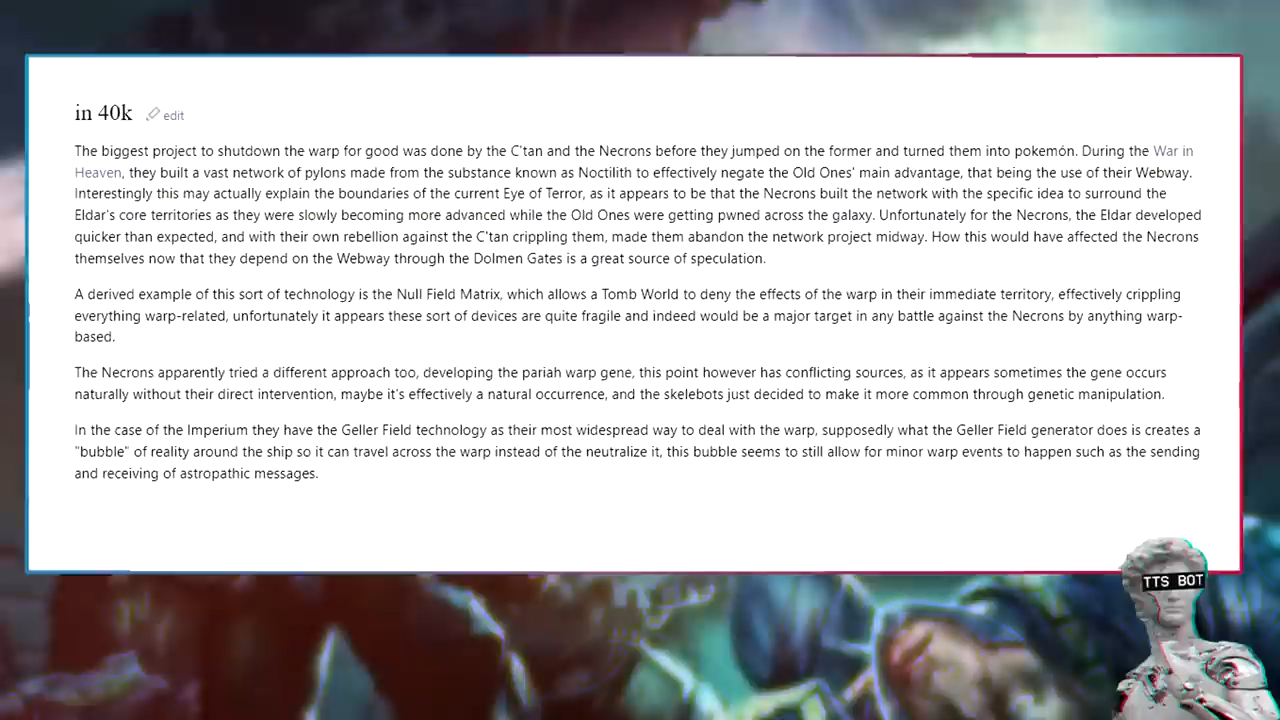 in 40k edit
The biggest project to shutdown the warp for good was done by the C'tan and the Necrons before they jumped on the former and turned them into pokemón. During the War in
Heaven, they built a vast network of pylons made from the substance known as Noctilith to effectively negate the Old Ones' main advantage, that being the use of their Webway.
Interestingly this may actually explain the boundaries of the current Eye of Terror, as it appears to be that the Necrons built the network with the specific idea to surround the
Eldar's core territories as they were slowly becoming more advanced while the Old Ones were getting pwned across the galaxy. Unfortunately for the Necrons, the Eldar developed
quicker than expected, and with their own rebellion against the C'tan crippling them, made them abandon the network project midway. How this would have affected the Necrons
themselves now that they depend on the Webway through the Dolmen Gates is a great source of speculation.
A derived example of this sort of technology is the Null Field Matrix, which allows a Tomb World to deny the effects of the warp in their immediate territory, effectively crippling
everything warp-related, unfortunately it appears these sort of devices are quite fragile and indeed would be a major target in any battle against the Necrons by anything warp-
based.
The Necrons apparently tried a different approach too, developing the pariah warp gene, this point however has conflicting sources, as it appears sometimes the gene occurs
naturally without their direct intervention, maybe it's effectively a natural occurrence, and the skelebots just decided to make it more common through genetic manipulation.
In the case of the Imperium they have the Geller Field technology as their most widespread way to deal with the warp, supposedly what the Geller Field generator does is creates a
"bubble" of reality around the ship so it can travel across the warp instead of the neutralize it, this bubble seems to still allow for minor warp events to happen such as the sending
and receiving of astropathic messages.
TTS BOT